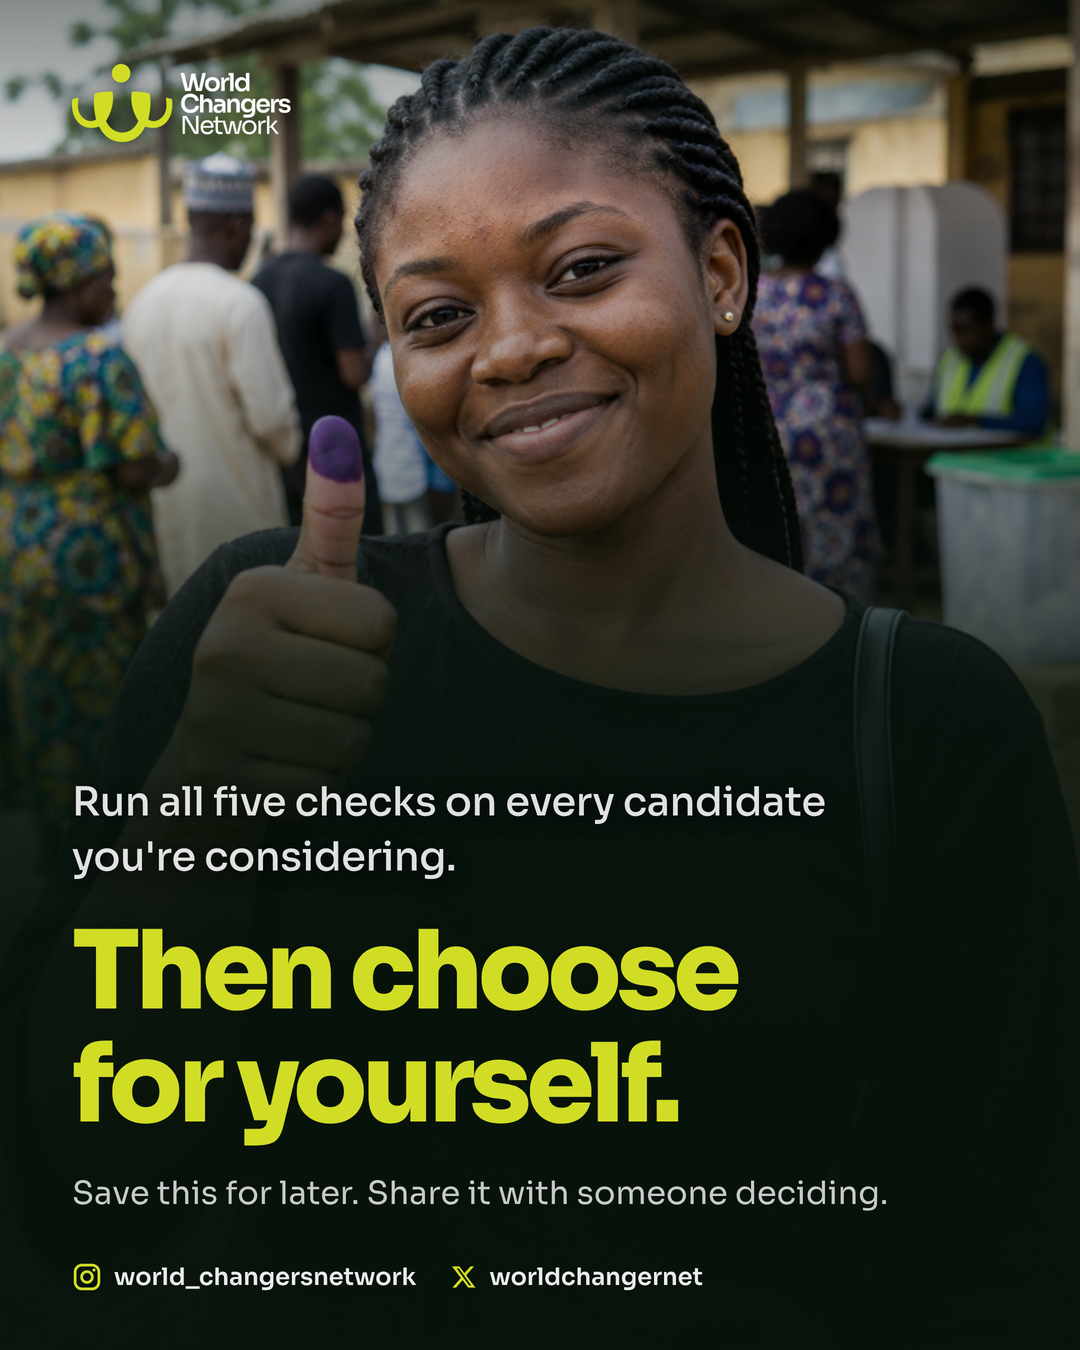 World
Changers
Network
Run all five checks on every candidate
you're considering.
Then choose
for yourself.
Save this for later. Share it with someone deciding.
world_changersnetwork
worldchangernet